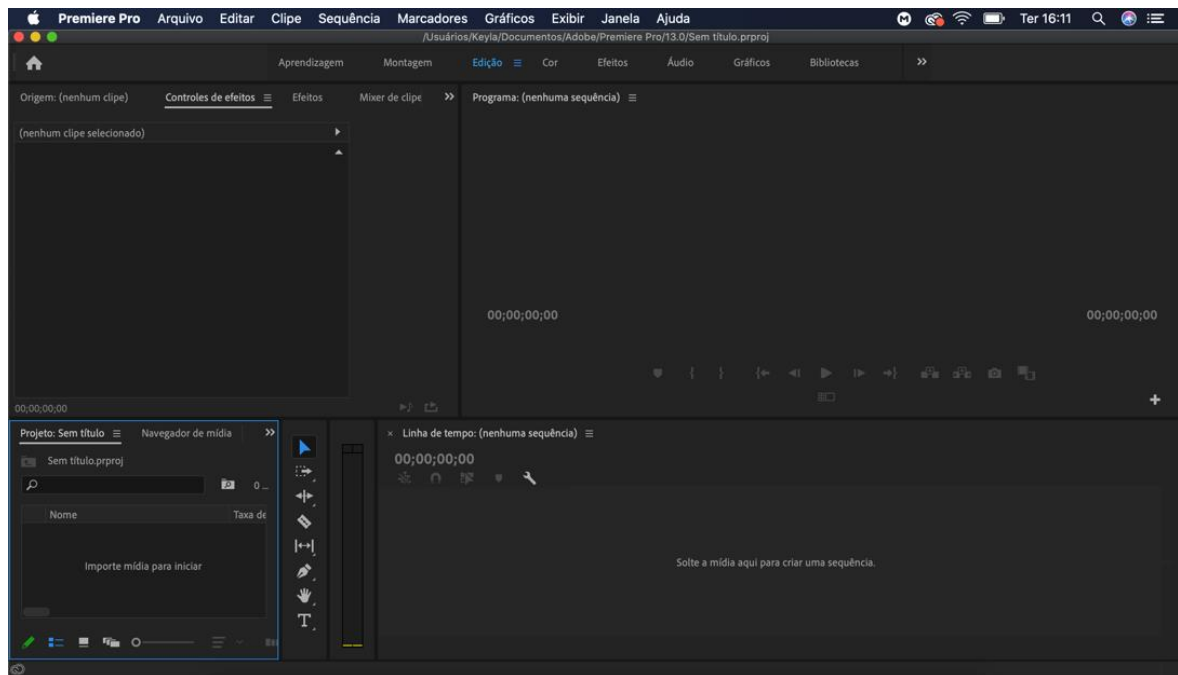 Premiere Pro Arquivo Editar Clipe Sequência Marcadores Gráficos Exibir Janela Ajuda Ter 16:11
/Usuários/Keyla/Documentos/Adobe/Premiere Pro/13.0/Sem título.prproj
Aprendizagem Montagem Edição Cor Efeitos Áudio Gráficos Bibliotecas
Origem: (nenhum clipe) Controles de efeitos Efeitos Mixer de clipe
Programa: (nenhuma sequência)
(nenhum clipe selecionado)
00;00;00;00 00;00;00;00
00;00;00;00
Projeto: Sem título Navegador de mídia
Sem título.prproj
0 ...
Nome Taxa de
Importe mídia para iniciar
T
× Linha de tempo: (nenhuma sequência)
00;00;00;00
Solte a mídia aqui para criar uma sequência.